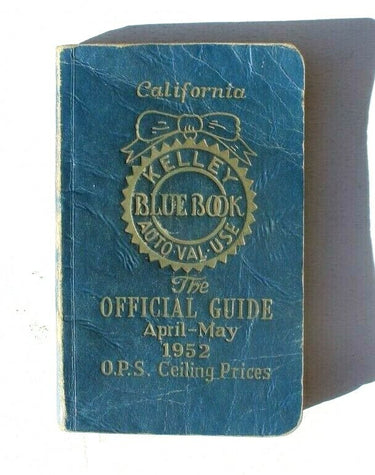 California
KELLEY
BLUE BOOK
AUTO·VAL·USE
The
OFFICIAL GUIDE
April-May
1952
O.P.S. Ceiling Prices